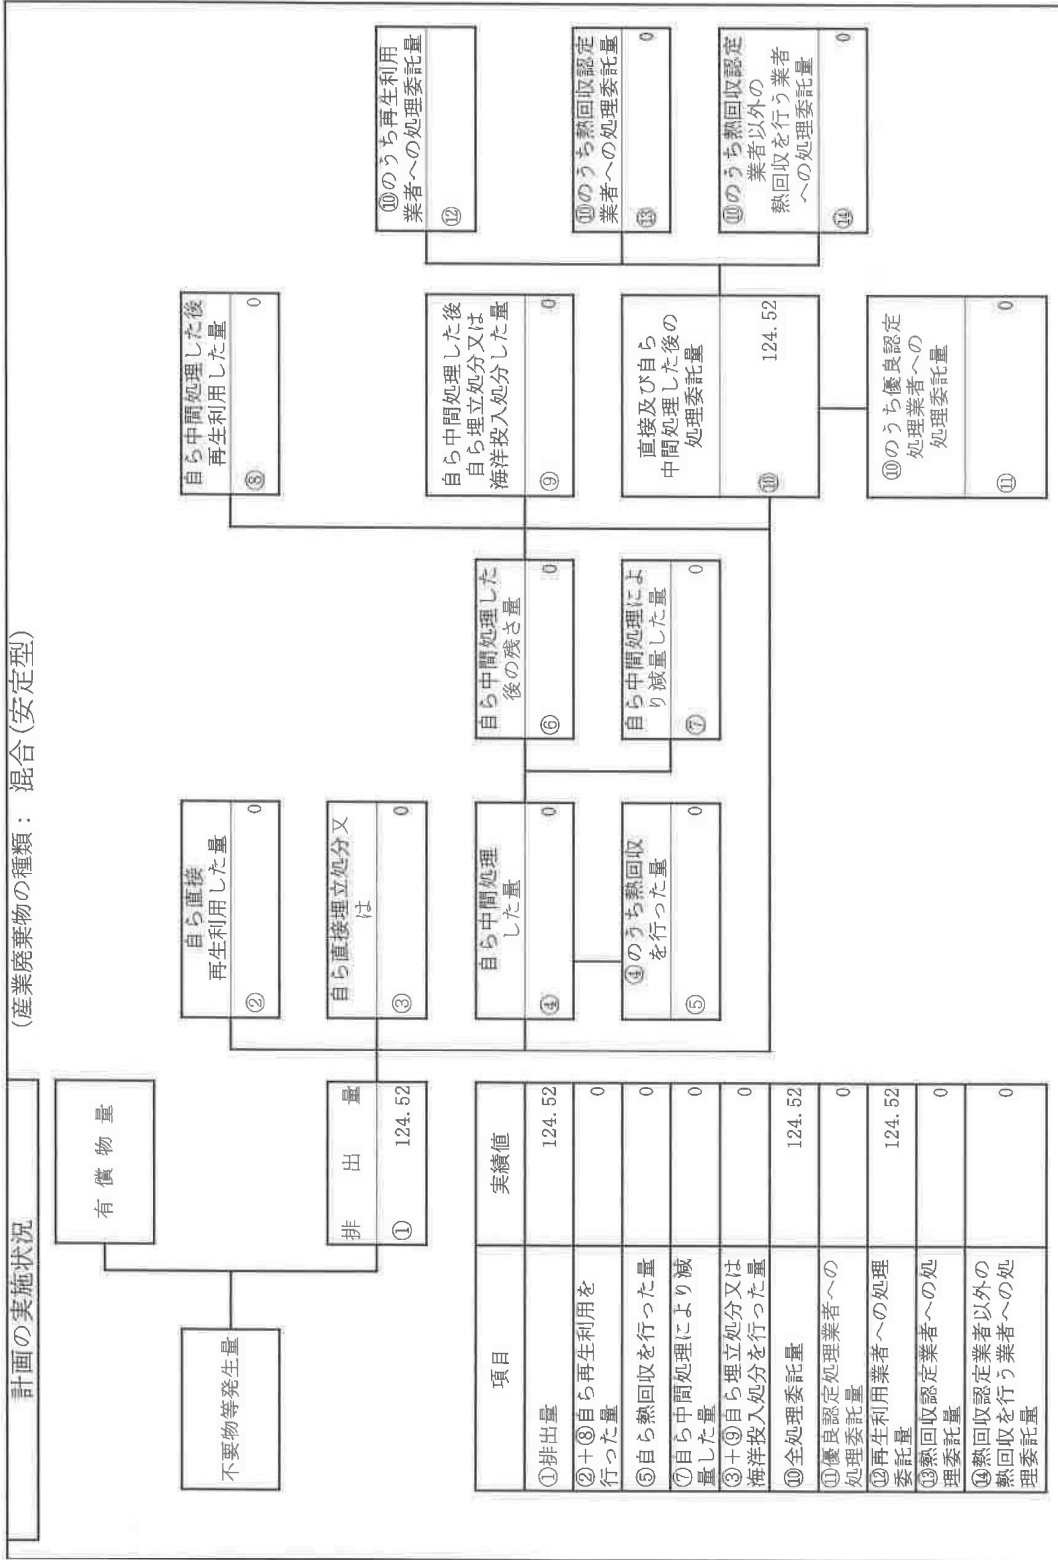 計画の実施状況
(産業廃棄物の種類： 混合(安定型)
不要物等発生量
有償物量
排出量
① 124.52
自ら直接
再生利用した量
② 0
自ら直接埋立処分又
は
③ 0
自ら中間処理
した量
④ 0
④のうち熱回収
を行った量
⑤ 0
自ら中間処理した
後の残さ量
⑥ 0
自ら中間処理によ
り減量した量
⑦ 0
自ら中間処理した後
再生利用した量
⑧ 0
自ら中間処理した後
自ら埋立処分又は
海洋投入処分した量
⑨ 0
直接及び自ら
中間処理した後の
処理委託量
⑩ 124.52
⑩のうち優良認定
処理業者への
処理委託量
⑪ 0
⑩のうち再生利用
業者への処理委託量
⑫
⑩のうち熱回収認定
業者への処理委託量
⑬ 0
⑩のうち熱回収認定
業者以外の
熱回収を行う業者
への処理委託量
⑭ 0
項目 実績値
①排出量 124.52
②＋⑧自ら再生利用を
行った量 0
⑤自ら熱回収を行った量 0
⑦自ら中間処理により減
量した量 0
③＋⑨自ら埋立処分又は
海洋投入処分を行った量 0
⑩全処理委託量 124.52
⑪優良認定処理業者への
処理委託量 0
⑫再生利用業者への処理
委託量 124.52
⑬熱回収認定業者への処
理委託量 0
⑭熱回収認定業者以外の
熱回収を行う業者への処
理委託量 0